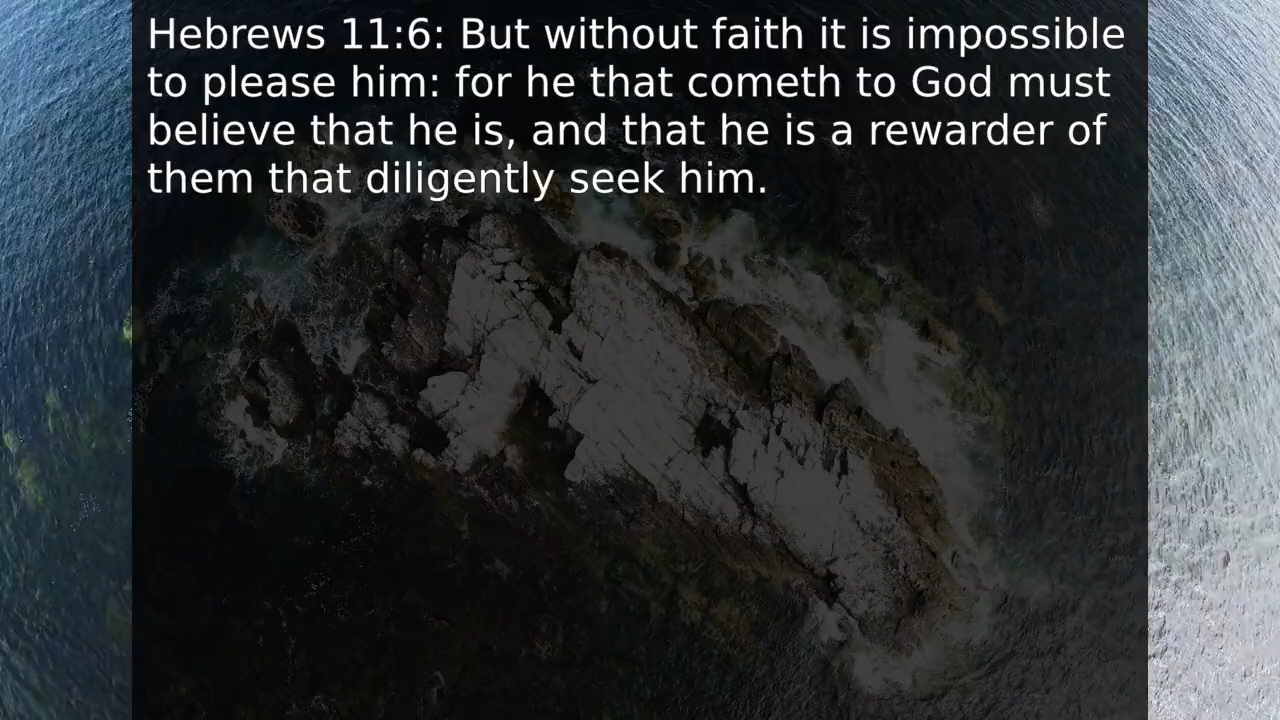 Hebrews 11:6: But without faith it is impossible
to please him: for he that cometh to God must
believe that he is, and that he is a rewarder of
them that diligently seek him.